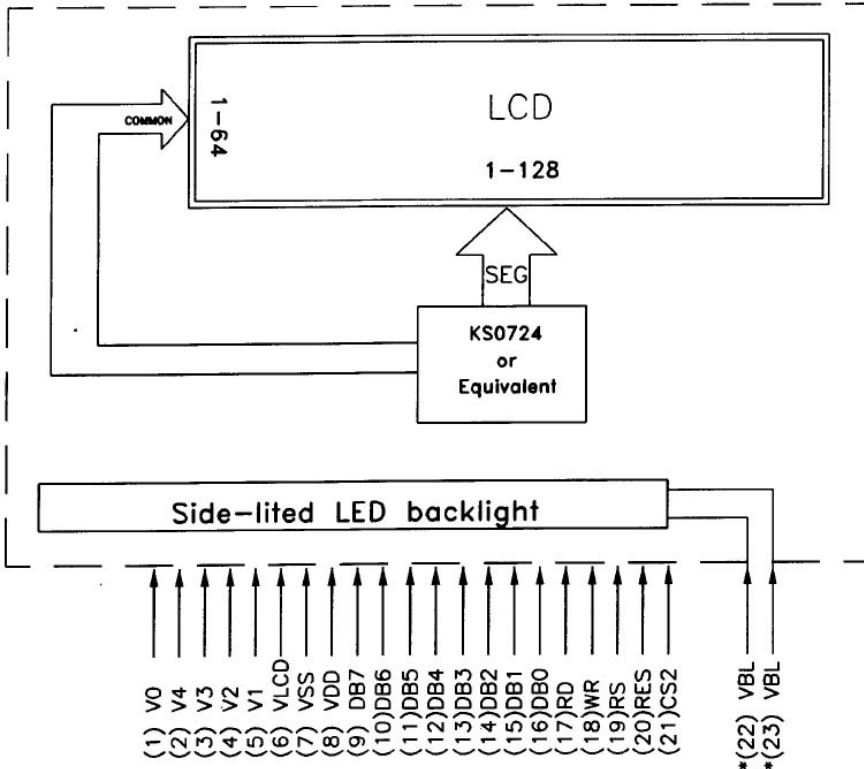 LCD
1-64
COMMON
1-128
SEG
KS0724
or
Equivalent
Side-lited LED backlight
(1) V0
(2) V4
(3) V3
(4) V2
(5) V1
(6) VLCD
(7) VSS
(8) VDD
(9) DB7
(10)DB6
(11)DB5
(12)DB4
(13)DB3
(14)DB2
(15)DB1
(16)DB0
(17)RD
(18)WR
(19)RS
(20)RES
(21)CS2
*(22) VBL
*(23) VBL